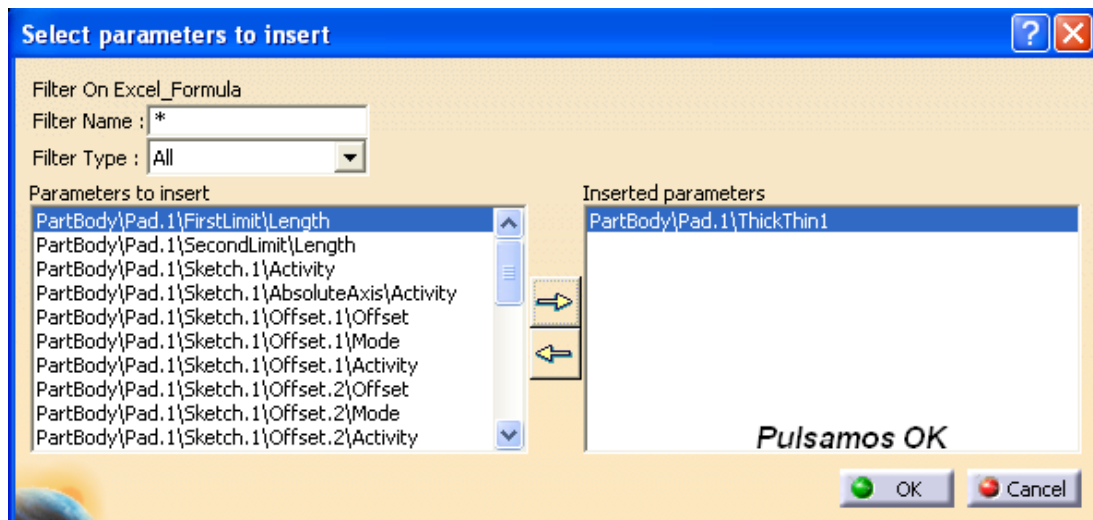 Select parameters to insert
Filter On Excel_Formula
Filter Name : *
Filter Type : All
Parameters to insert
PartBody\Pad.1\FirstLimit\Length
PartBody\Pad.1\SecondLimit\Length
PartBody\Pad.1\Sketch.1\Activity
PartBody\Pad.1\Sketch.1\AbsoluteAxis\Activity
PartBody\Pad.1\Sketch.1\Offset.1\Offset
PartBody\Pad.1\Sketch.1\Offset.1\Mode
PartBody\Pad.1\Sketch.1\Offset.1\Activity
PartBody\Pad.1\Sketch.1\Offset.2\Offset
PartBody\Pad.1\Sketch.1\Offset.2\Mode
PartBody\Pad.1\Sketch.1\Offset.2\Activity
Inserted parameters
PartBody\Pad.1\ThickThin1
Pulsamos OK
OK
Cancel